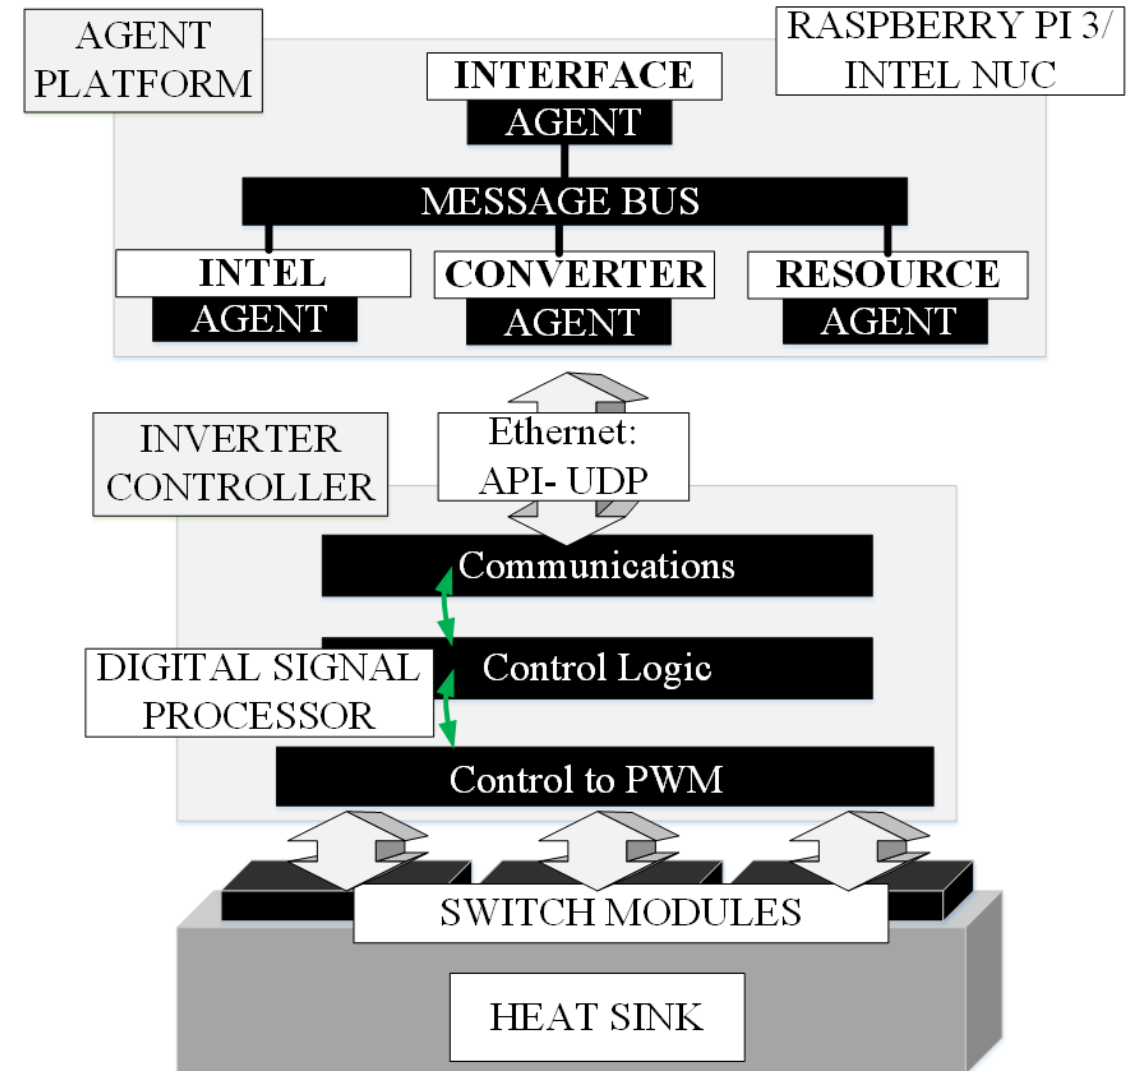 AGENT
PLATFORM
RASPBERRY PI 3/
INTEL NUC
INTERFACE
AGENT
MESSAGE BUS
INTEL
AGENT
CONVERTER
AGENT
RESOURCE
AGENT
INVERTER
CONTROLLER
Ethernet:
API- UDP
Communications
DIGITAL SIGNAL
PROCESSOR
Control Logic
Control to PWM
SWITCH MODULES
HEAT SINK